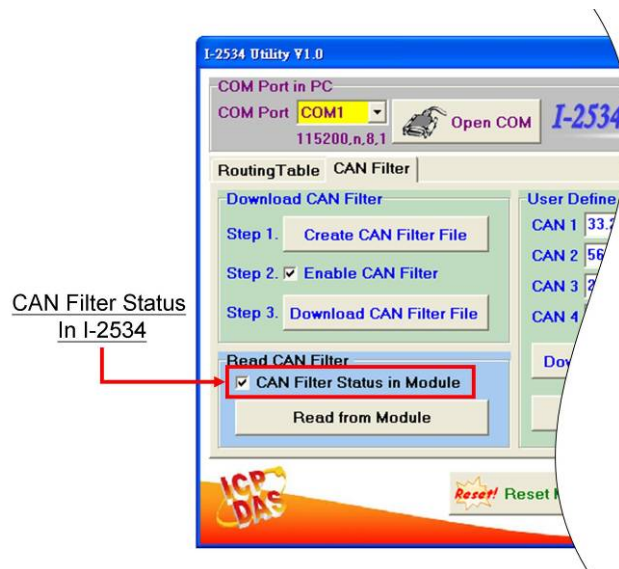 I-2534 Utility V1.0
COM Port in PC
COM Port COM1
Open COM
I-2534
115200,n,8,1
RoutingTable CAN Filter
Download CAN Filter
Step 1. Create CAN Filter File
Step 2. Enable CAN Filter
Step 3. Download CAN Filter File
User Define
CAN 1 33.
CAN 2 56
CAN 3 2
CAN 4
CAN Filter Status
In I-2534
Read CAN Filter
CAN Filter Status in Module
Read from Module
ICP
DAS
Reset! Reset